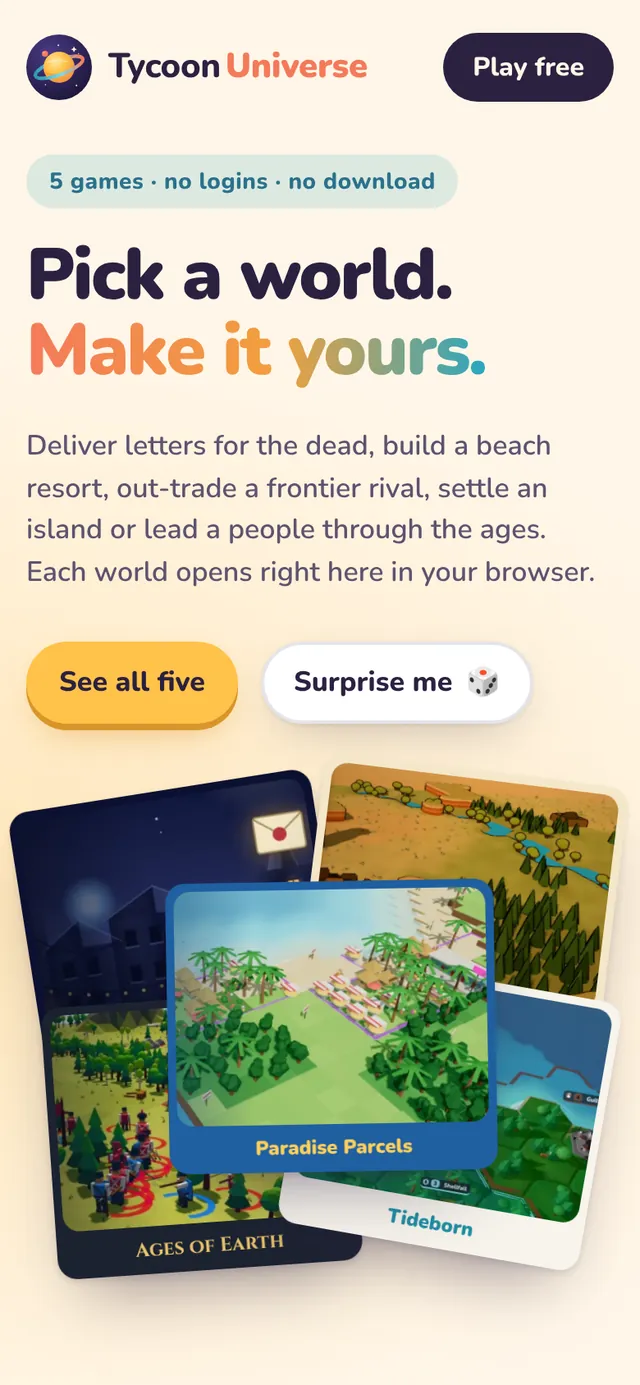 Tycoon Universe
Play free
5 games · no logins · no download
Pick a world.
Make it yours.
Deliver letters for the dead, build a beach
resort, out-trade a frontier rival, settle an
island or lead a people through the ages.
Each world opens right here in your browser.
See all five
Surprise me
Paradise Parcels
Shellfall
Tideborn
Ages of Earth